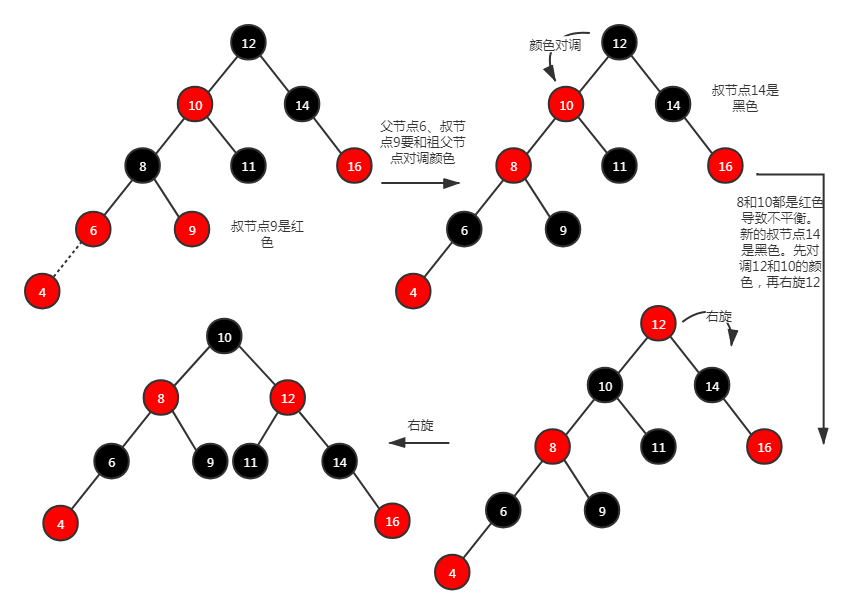 12
10
14
8
11
16
6
9
叔节点9是红
色
4
父节点6、叔节
点9要和祖父节
点对调颜色
颜色对调
12
10
14
叔节点14是
黑色
8
11
16
6
9
4
8和10都是红色
导致不平衡。
新的叔节点14
是黑色。先对
调12和10的颜
色，再右旋12
12
右旋
10
14
8
11
16
6
9
4
右旋
10
8
12
6
9
11
14
4
16